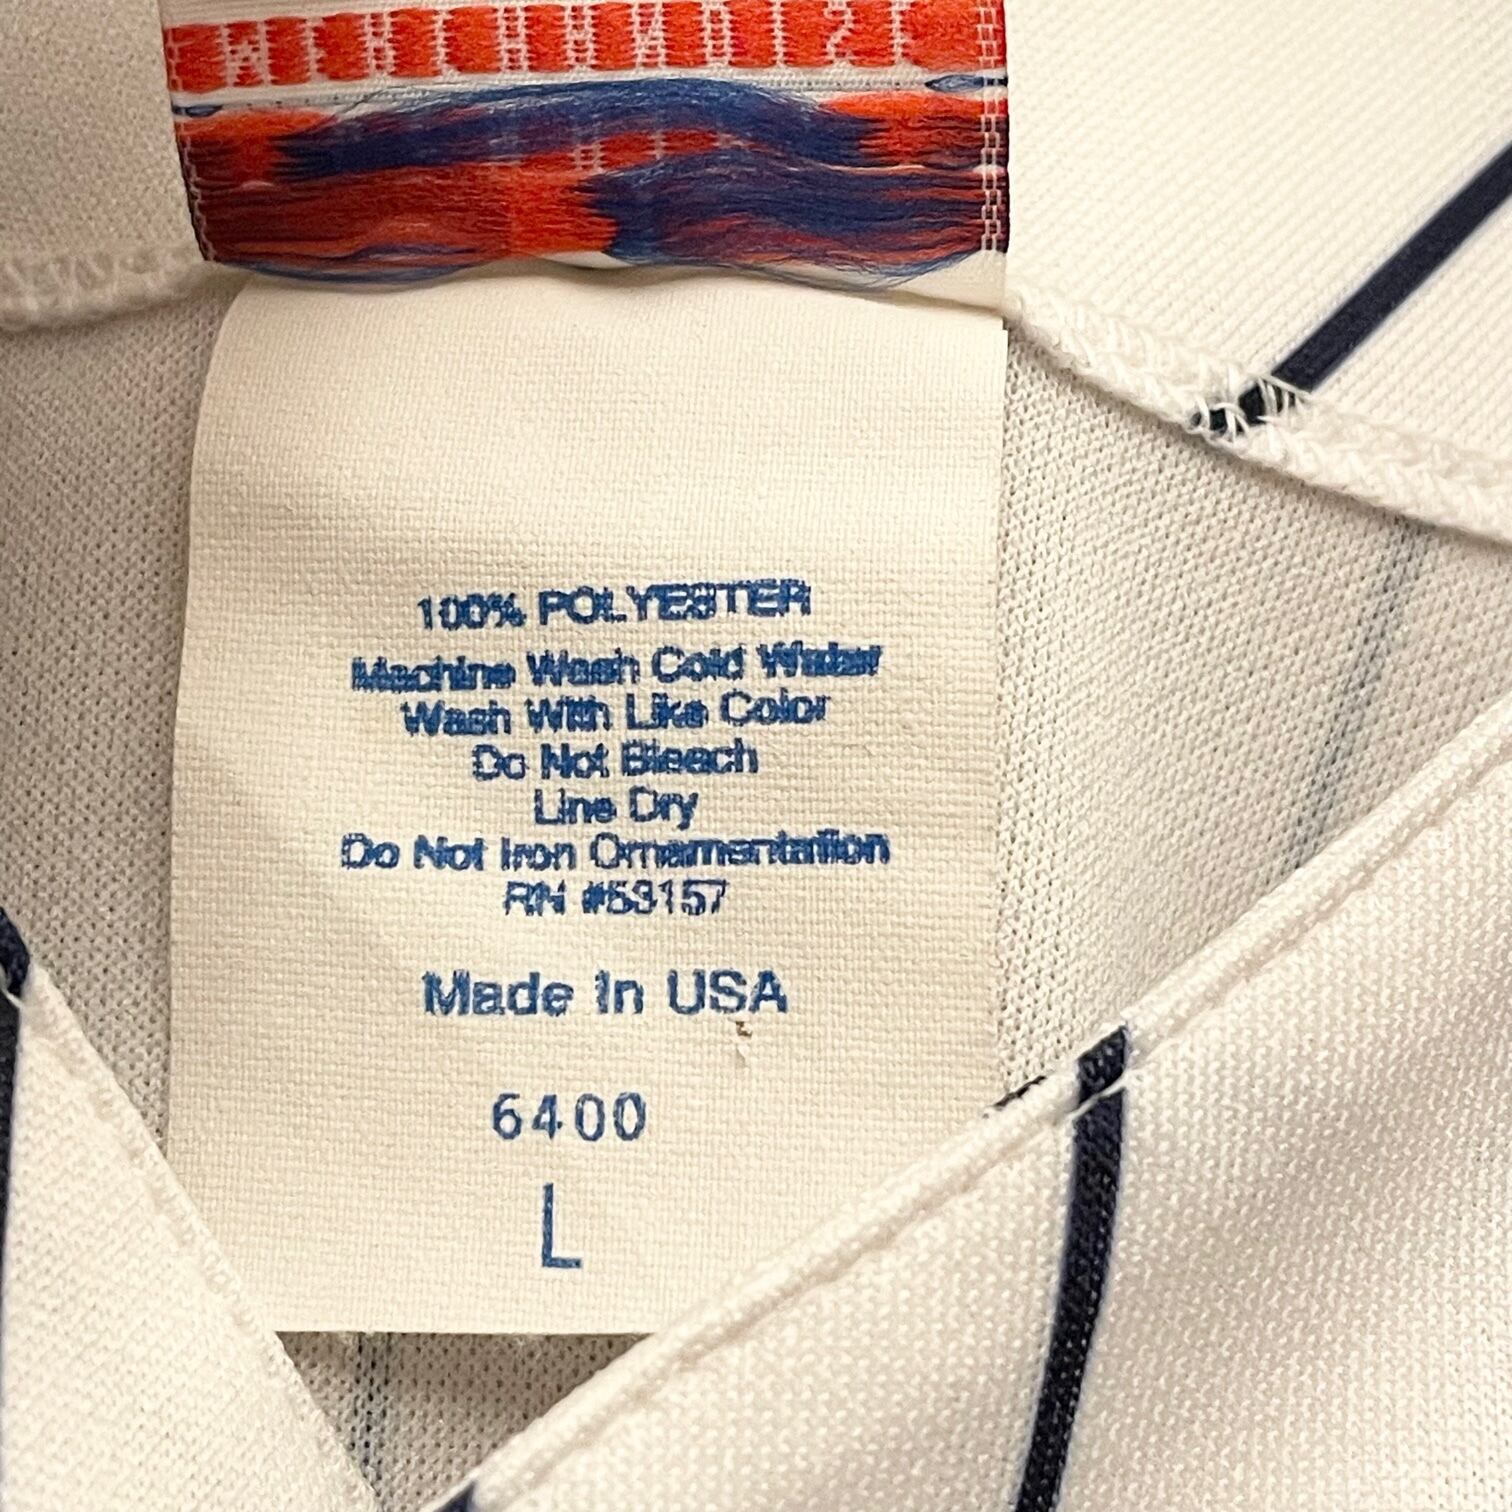 100% POLYESTER
Machine Wash Cold Water
Wash With Like Color
Do Not Bleach
Line Dry
Do Not Iron Ornamentation
RN #53157
Made In USA
6400
L